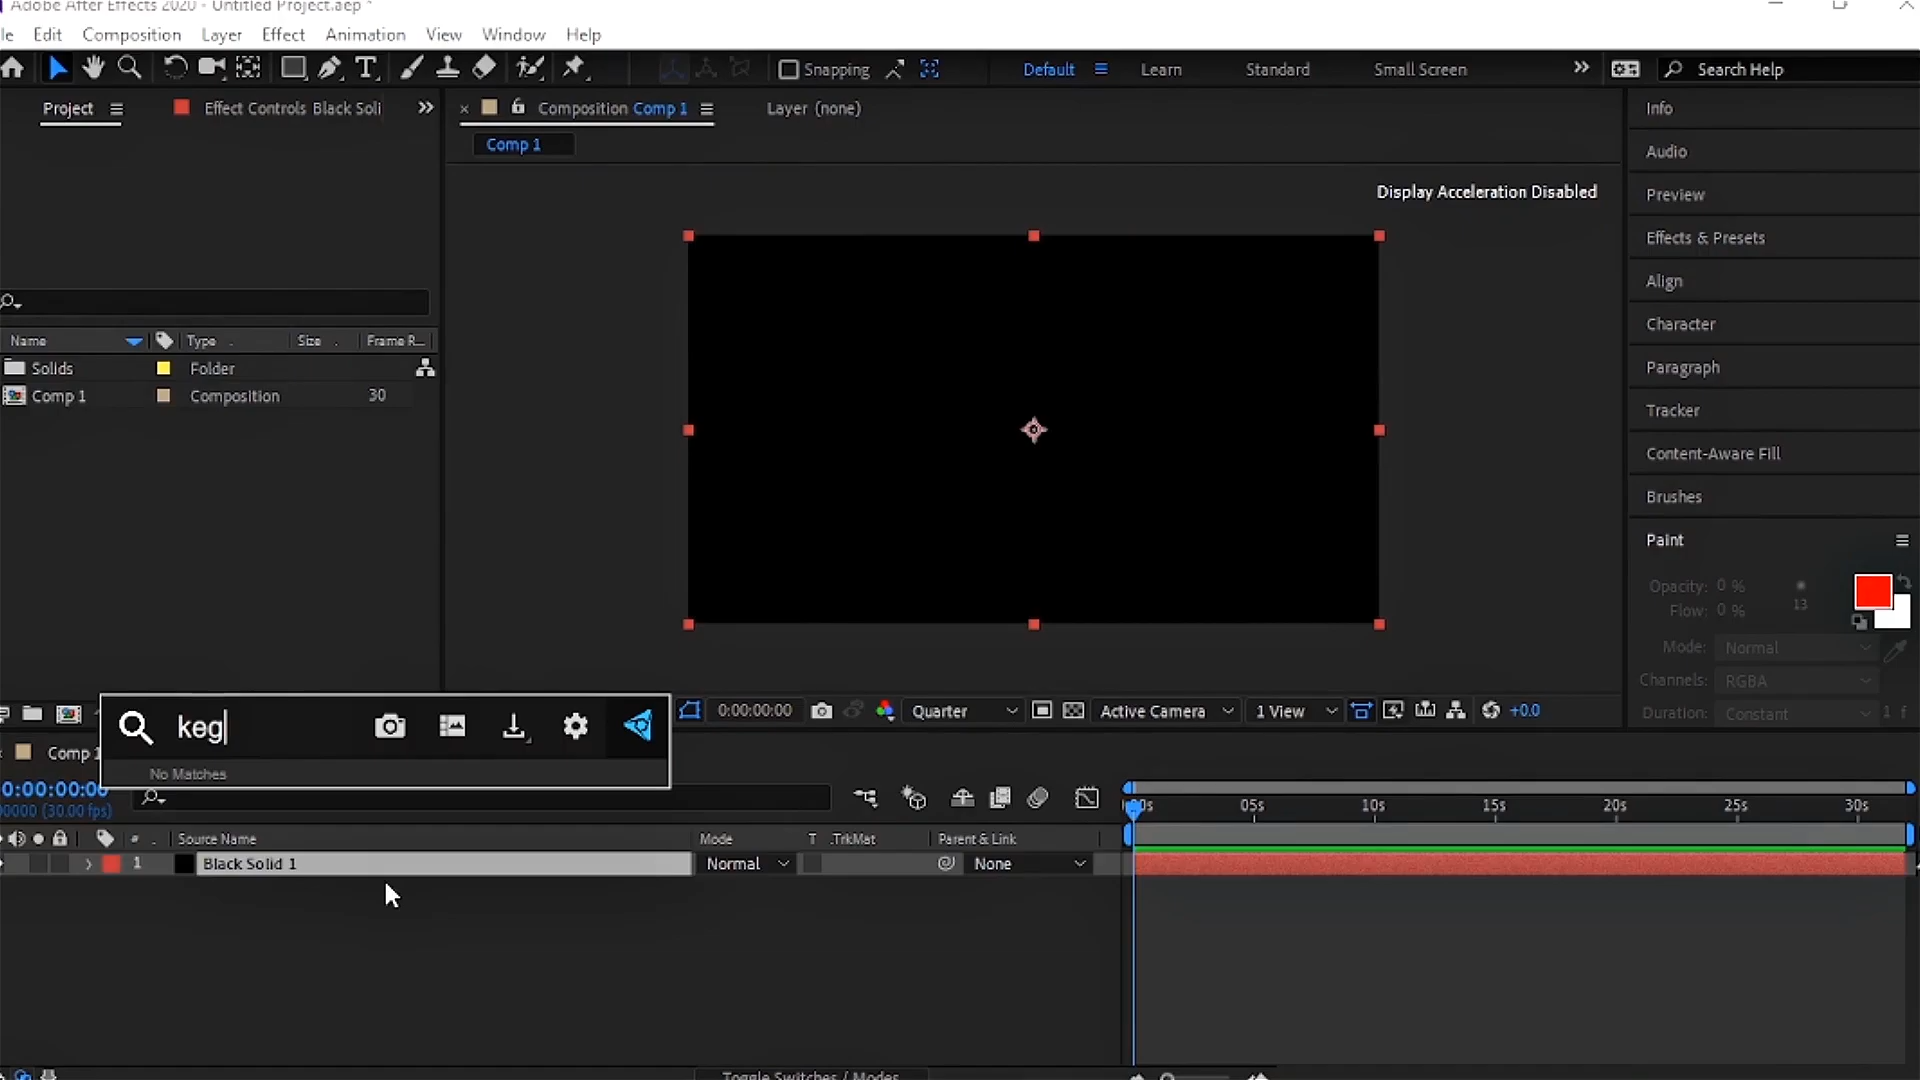 Adobe After Effects 2020 - Untitled Project.aep *
le Edit Composition Layer Effect Animation View Window Help
Snapping Default Learn Standard Small Screen Search Help
Project Effect Controls Black Soli Composition Comp 1 Layer (none)
Comp 1
Display Acceleration Disabled
Info
Audio
Preview
Effects & Presets
Align
Character
Paragraph
Tracker
Content-Aware Fill
Brushes
Paint
Opacity: 0 %
Flow: 0 %
13
Mode: Normal
Channels: RGBA
Duration: Constant 1 f
Name Type Size Frame R...
Solids Folder
Comp 1 Composition 30
keg
No Matches
0:00:00:00 Quarter Active Camera 1 View +0.0
Comp 1
0:00:00:00
00000 (30.00 fps)
:00s 05s 10s 15s 20s 25s 30s
# Source Name Mode T .TrkMat Parent & Link
1 Black Solid 1 Normal None
Toggle Switches / Modes